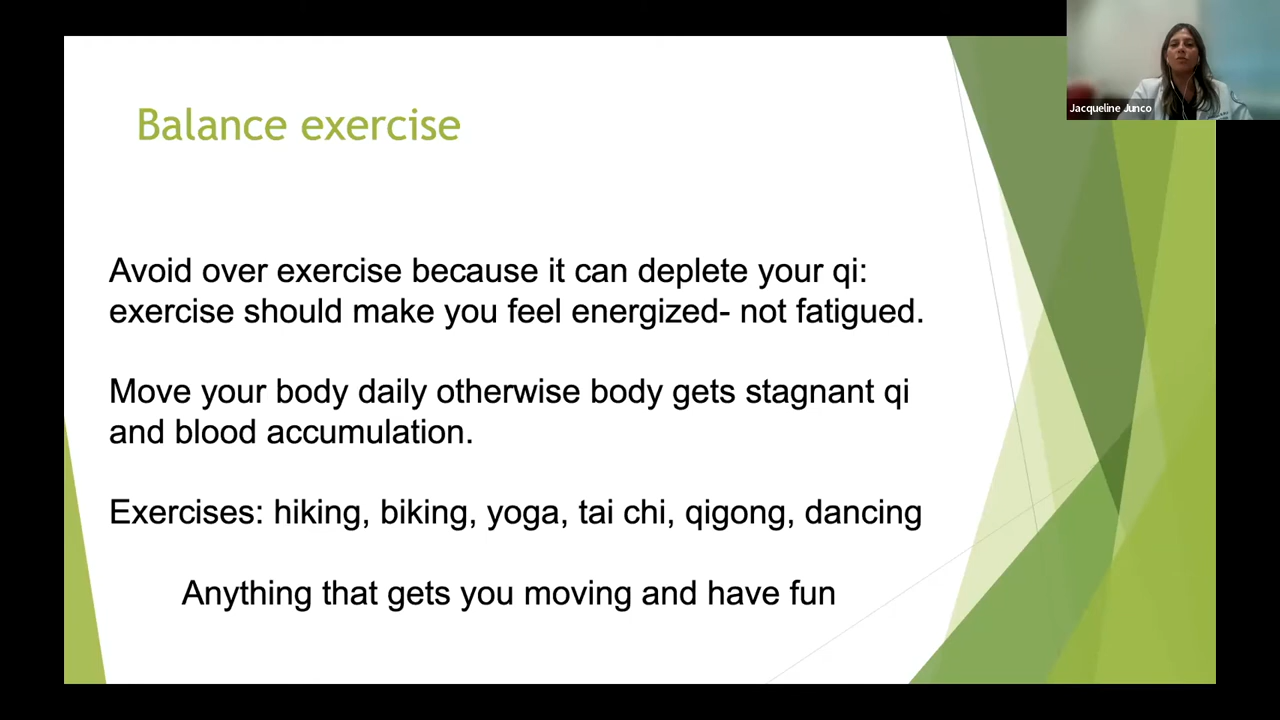 Balance exercise
Jacqueline Junco
Avoid over exercise because it can deplete your qi:
exercise should make you feel energized- not fatigued.
Move your body daily otherwise body gets stagnant qi
and blood accumulation.
Exercises: hiking, biking, yoga, tai chi, qigong, dancing
Anything that gets you moving and have fun